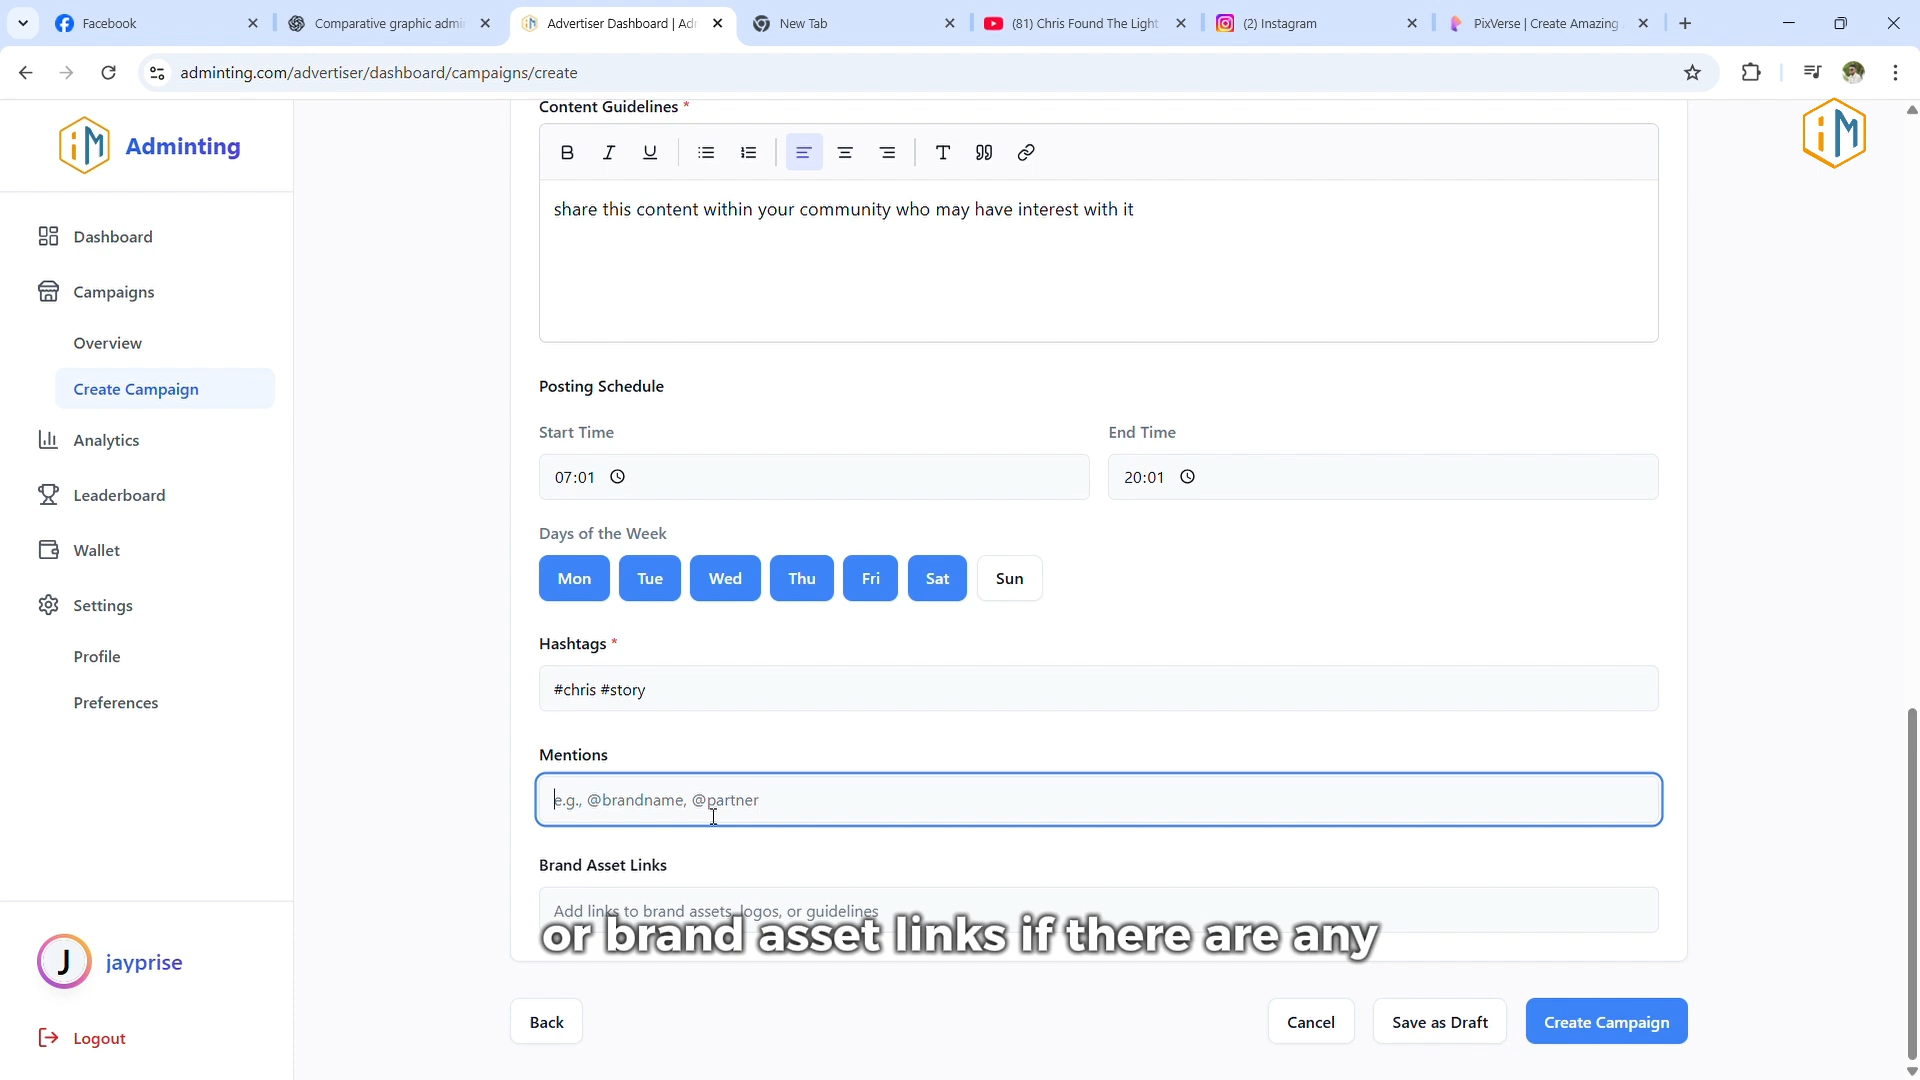 Facebook
Comparative graphic admi
Advertiser Dashboard | Adr
New Tab
(81) Chris Found The Light
(2) Instagram
PixVerse | Create Amazing
adminting.com/advertiser/dashboard/campaigns/create
iM
Adminting
iM
Dashboard
Campaigns
Overview
Create Campaign
Analytics
Leaderboard
Wallet
Settings
Profile
Preferences
J
jayprise
Logout
Content Guidelines *
share this content within your community who may have interest with it
Posting Schedule
Start Time
End Time
07:01
20:01
Days of the Week
Mon Tue Wed Thu Fri Sat Sun
Hashtags *
#chris #story
Mentions
e.g., @brandname, @partner
Brand Asset Links
Add links to brand assets, logos, or guidelines
or brand asset links if there are any
Back
Cancel
Save as Draft
Create Campaign